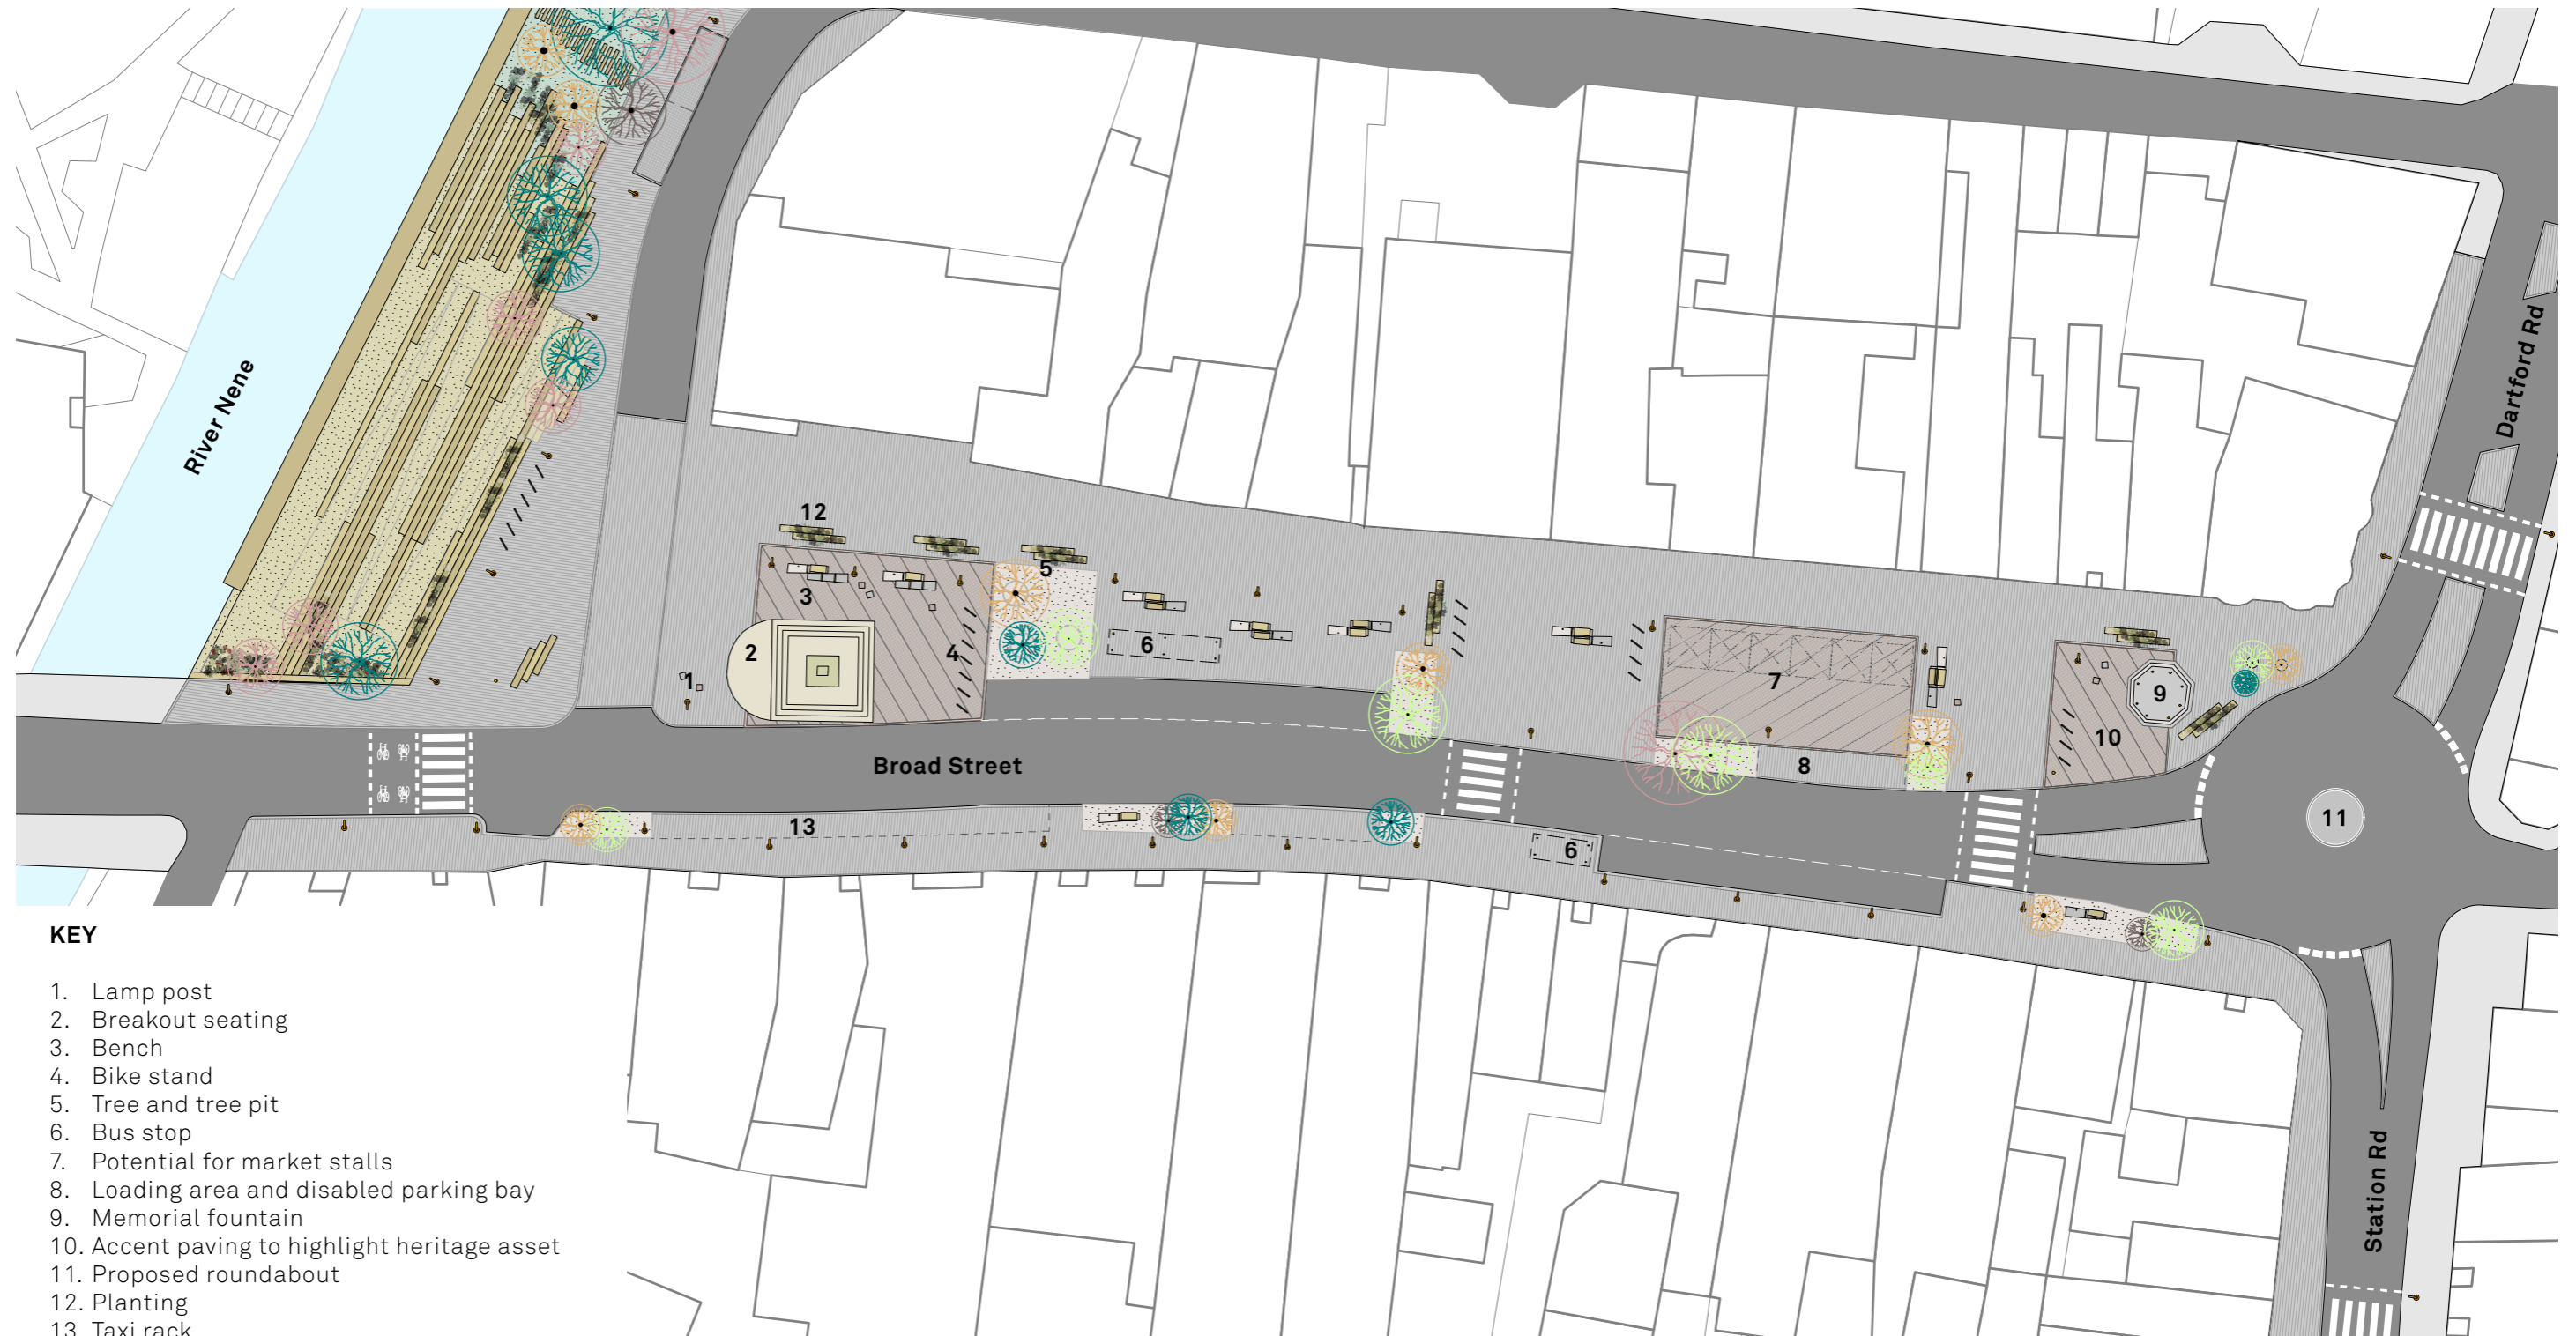 River Nene
Dartford Rd
12
5
3
6
2
4
1
7
9
10
Broad Street
8
11
13
6
Station Rd
KEY
1. Lamp post
2. Breakout seating
3. Bench
4. Bike stand
5. Tree and tree pit
6. Bus stop
7. Potential for market stalls
8. Loading area and disabled parking bay
9. Memorial fountain
10. Accent paving to highlight heritage asset
11. Proposed roundabout
12. Planting
13. Taxi rack